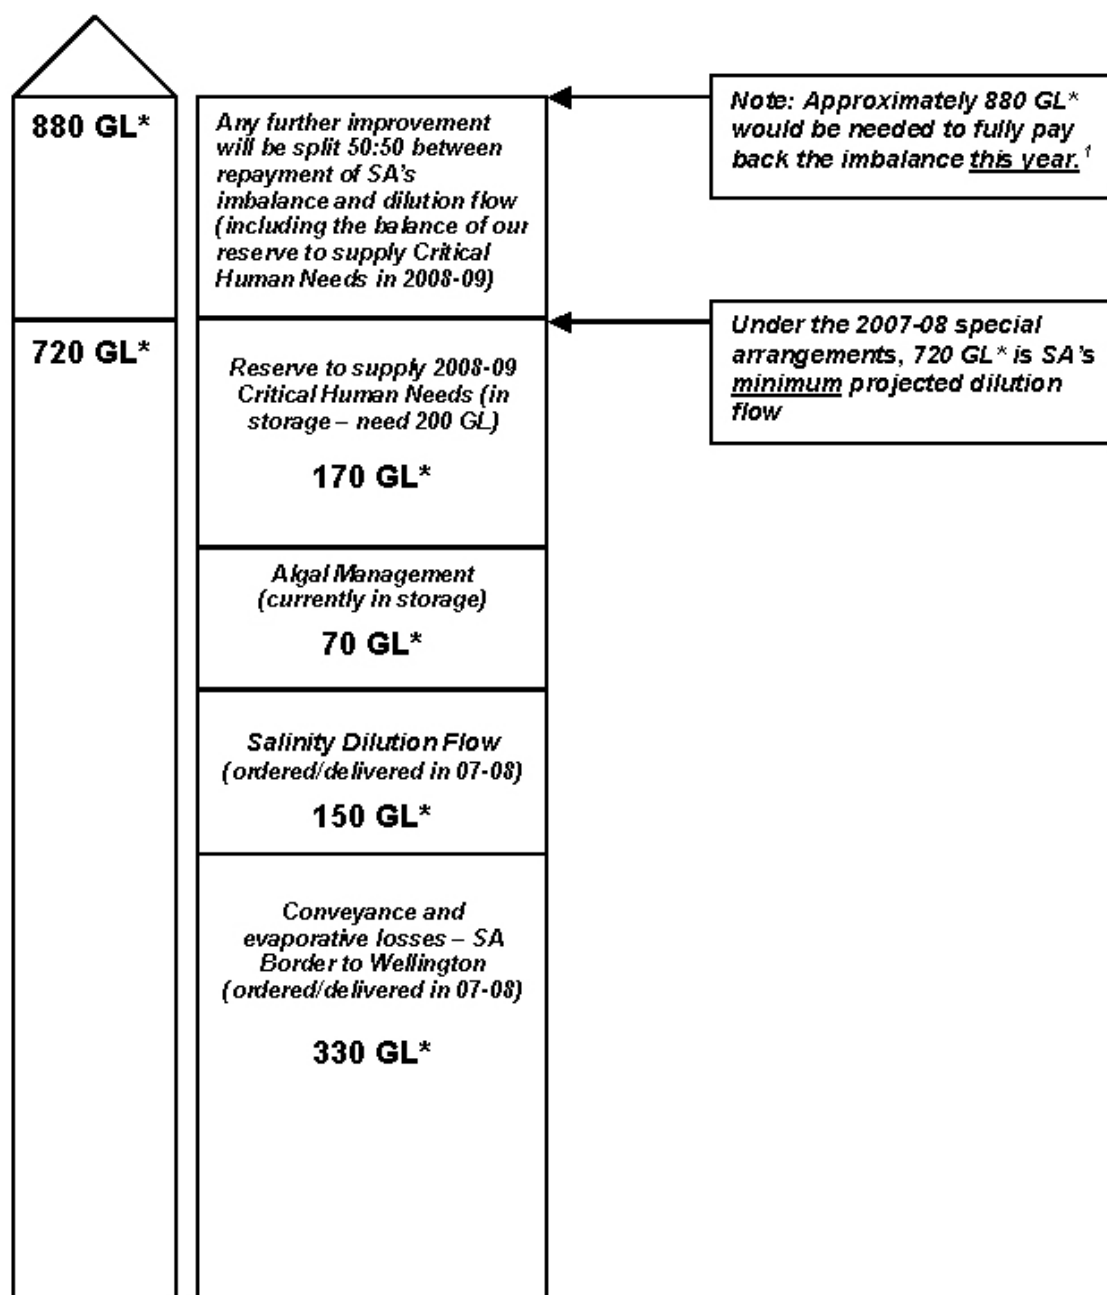 880 GL*
Any further improvement
will be split 50:50 between
repayment of SA's
imbalance and dilution flow
(including the balance of our
reserve to supply Critical
Human Needs in 2008-09)
Note: Approximately 880 GL*
would be needed to fully pay
back the imbalance this year.1
720 GL*
Reserve to supply 2008-09
Critical Human Needs (in
storage – need 200 GL)
170 GL*
Under the 2007-08 special
arrangements, 720 GL* is SA's
minimum projected dilution
flow
Algal Management
(currently in storage)
70 GL*
Salinity Dilution Flow
(ordered/delivered in 07-08)
150 GL*
Conveyance and
evaporative losses – SA
Border to Wellington
(ordered/delivered in 07-08)
330 GL*